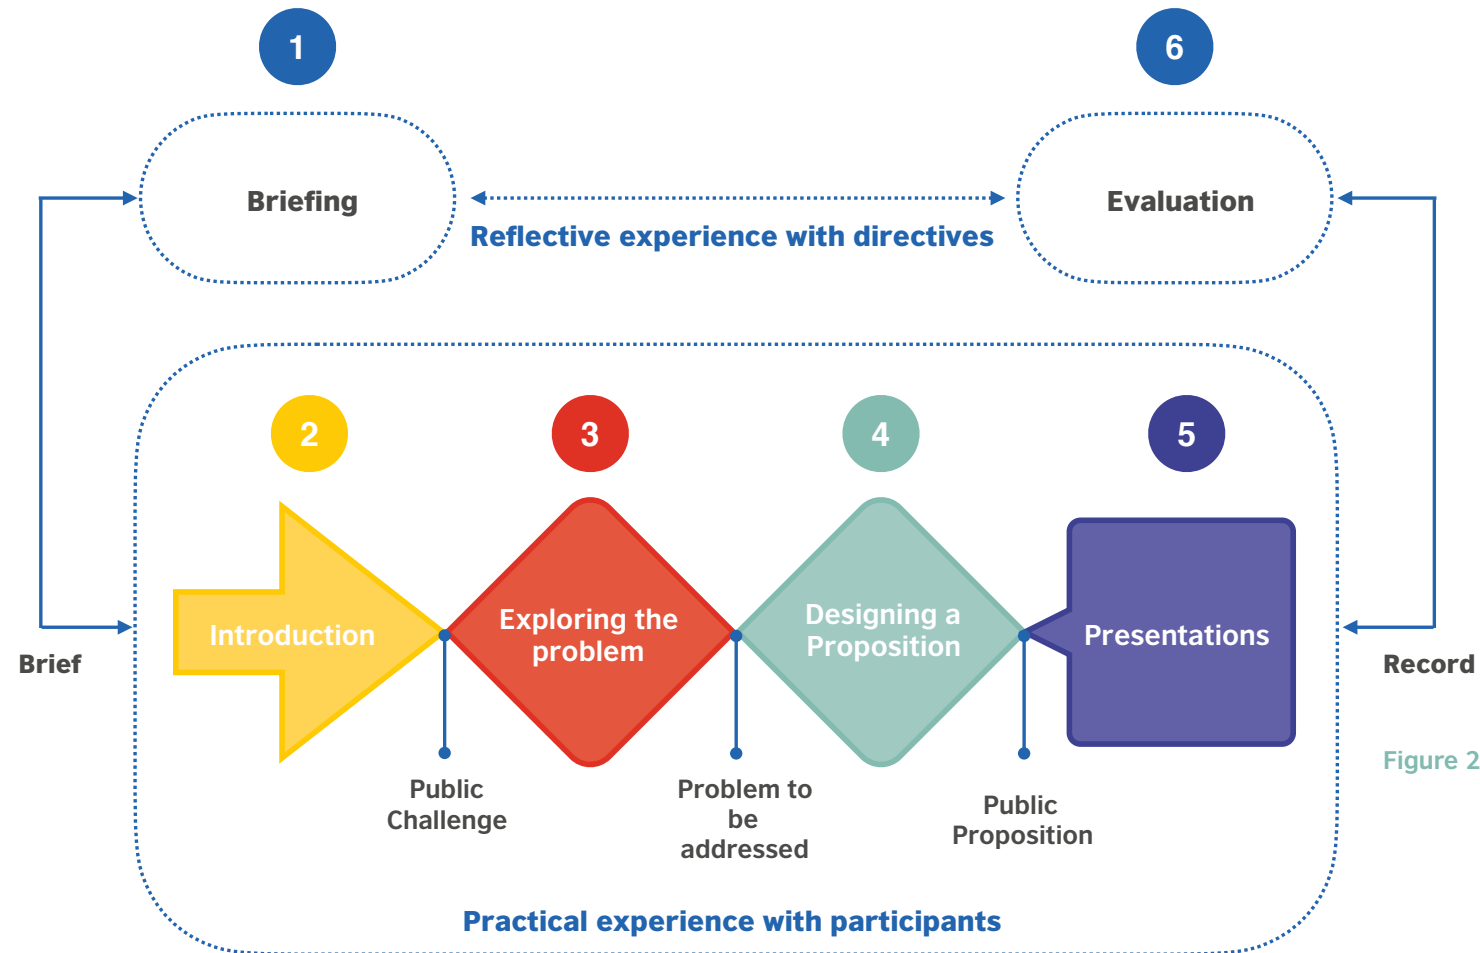 1
6
Briefing
Evaluation
Reflective experience with directives
2
3
4
5
Introduction
Exploring the
problem
Designing a
Proposition
Presentations
Brief
Record
Figure 2
Public
Challenge
Problem to
be
addressed
Public
Proposition
Practical experience with participants